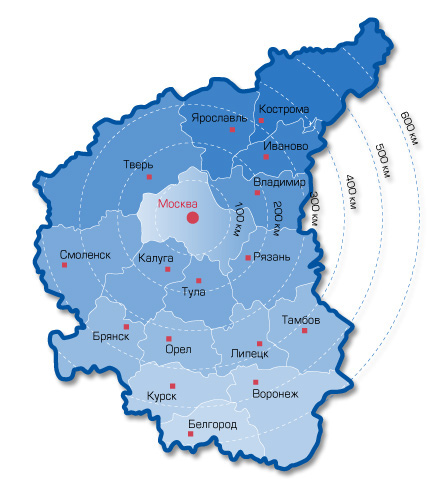 Кострома
Ярославль
600 км
Иваново
500 км
Тверь
Владимир
400 км
Москва
300 км
200 км
100 км
Смоленск
Калуга
Рязань
Тула
Тамбов
Брянск
Орел
Липецк
Курск
Воронеж
Белгород